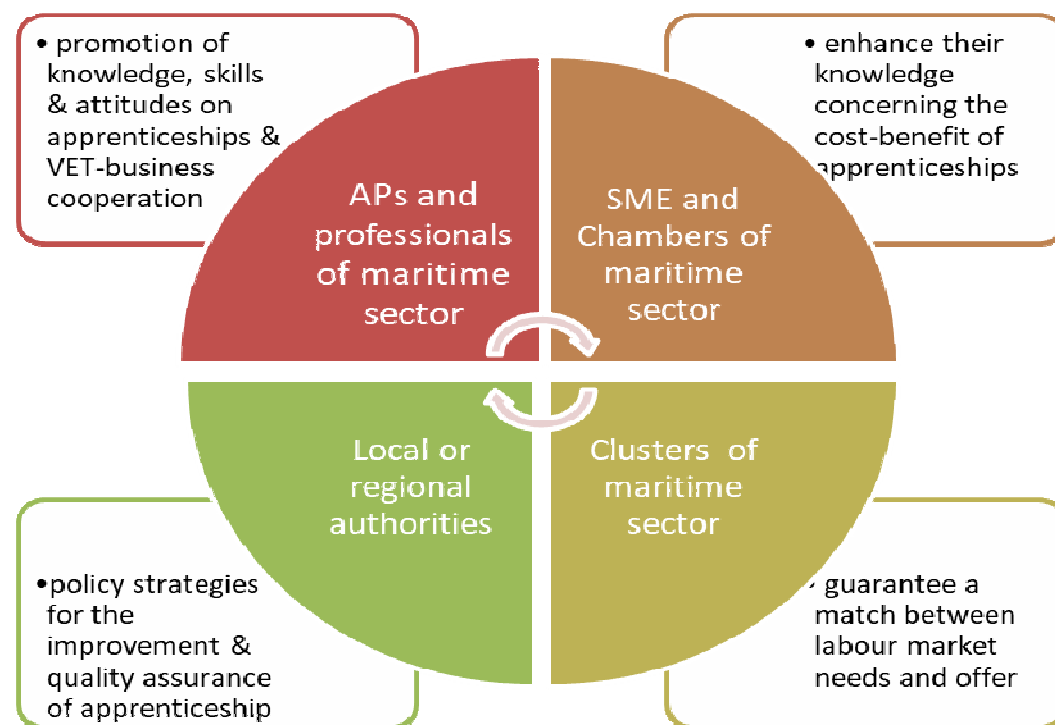 • promotion of
knowledge, skills
& attitudes on
apprenticeships &
VET-business
cooperation
• enhance their
knowledge
concerning the
cost-benefit of
apprenticeships
APs and
professionals
of maritime
sector
SME and
Chambers of
maritime
sector
Local or
regional
authorities
Clusters of
maritime
sector
•policy strategies
for the
improvement &
quality assurance
of apprenticeship
• guarantee a
match between
labour market
needs and offer